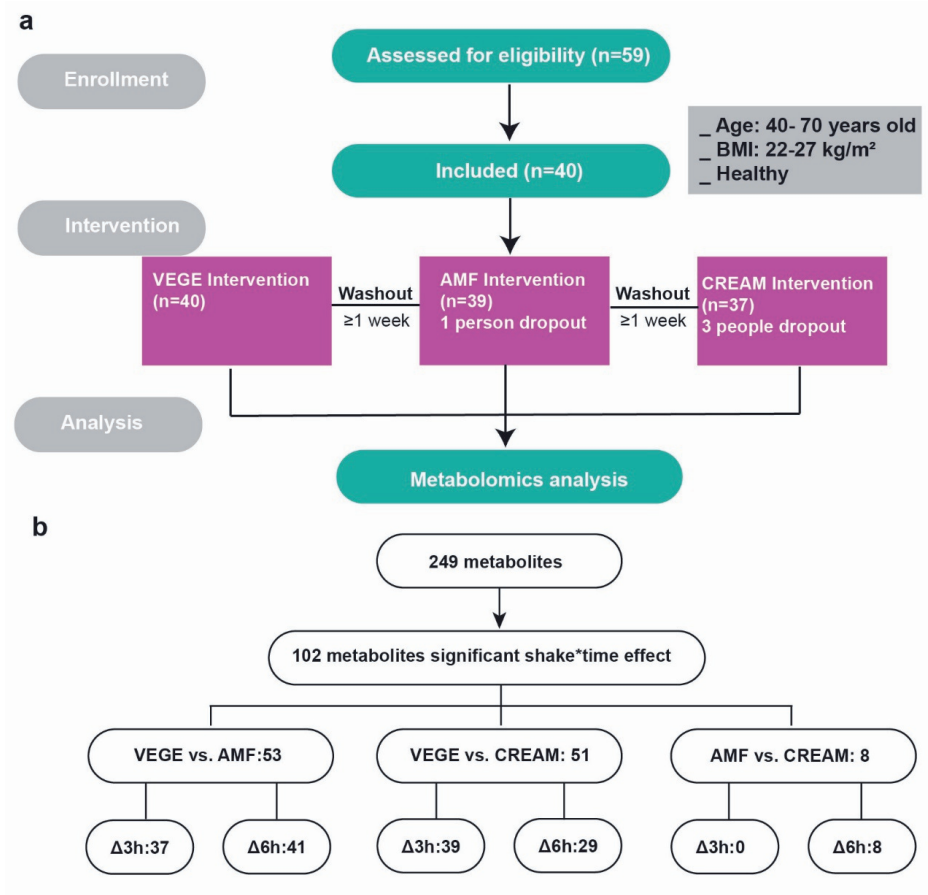 a
Assessed for eligibility (n=59)
Enrollment
_ Age: 40- 70 years old
_ BMI: 22-27 kg/m²
_ Healthy
Included (n=40)
Intervention
VEGE Intervention
(n=40)
Washout
≥1 week
AMF Intervention
(n=39)
1 person dropout
Washout
≥1 week
CREAM Intervention
(n=37)
3 people dropout
Analysis
Metabolomics analysis
b
249 metabolites
102 metabolites significant shake*time effect
VEGE vs. AMF:53
VEGE vs. CREAM: 51
AMF vs. CREAM: 8
Δ3h:37
Δ6h:41
Δ3h:39
Δ6h:29
Δ3h:0
Δ6h:8